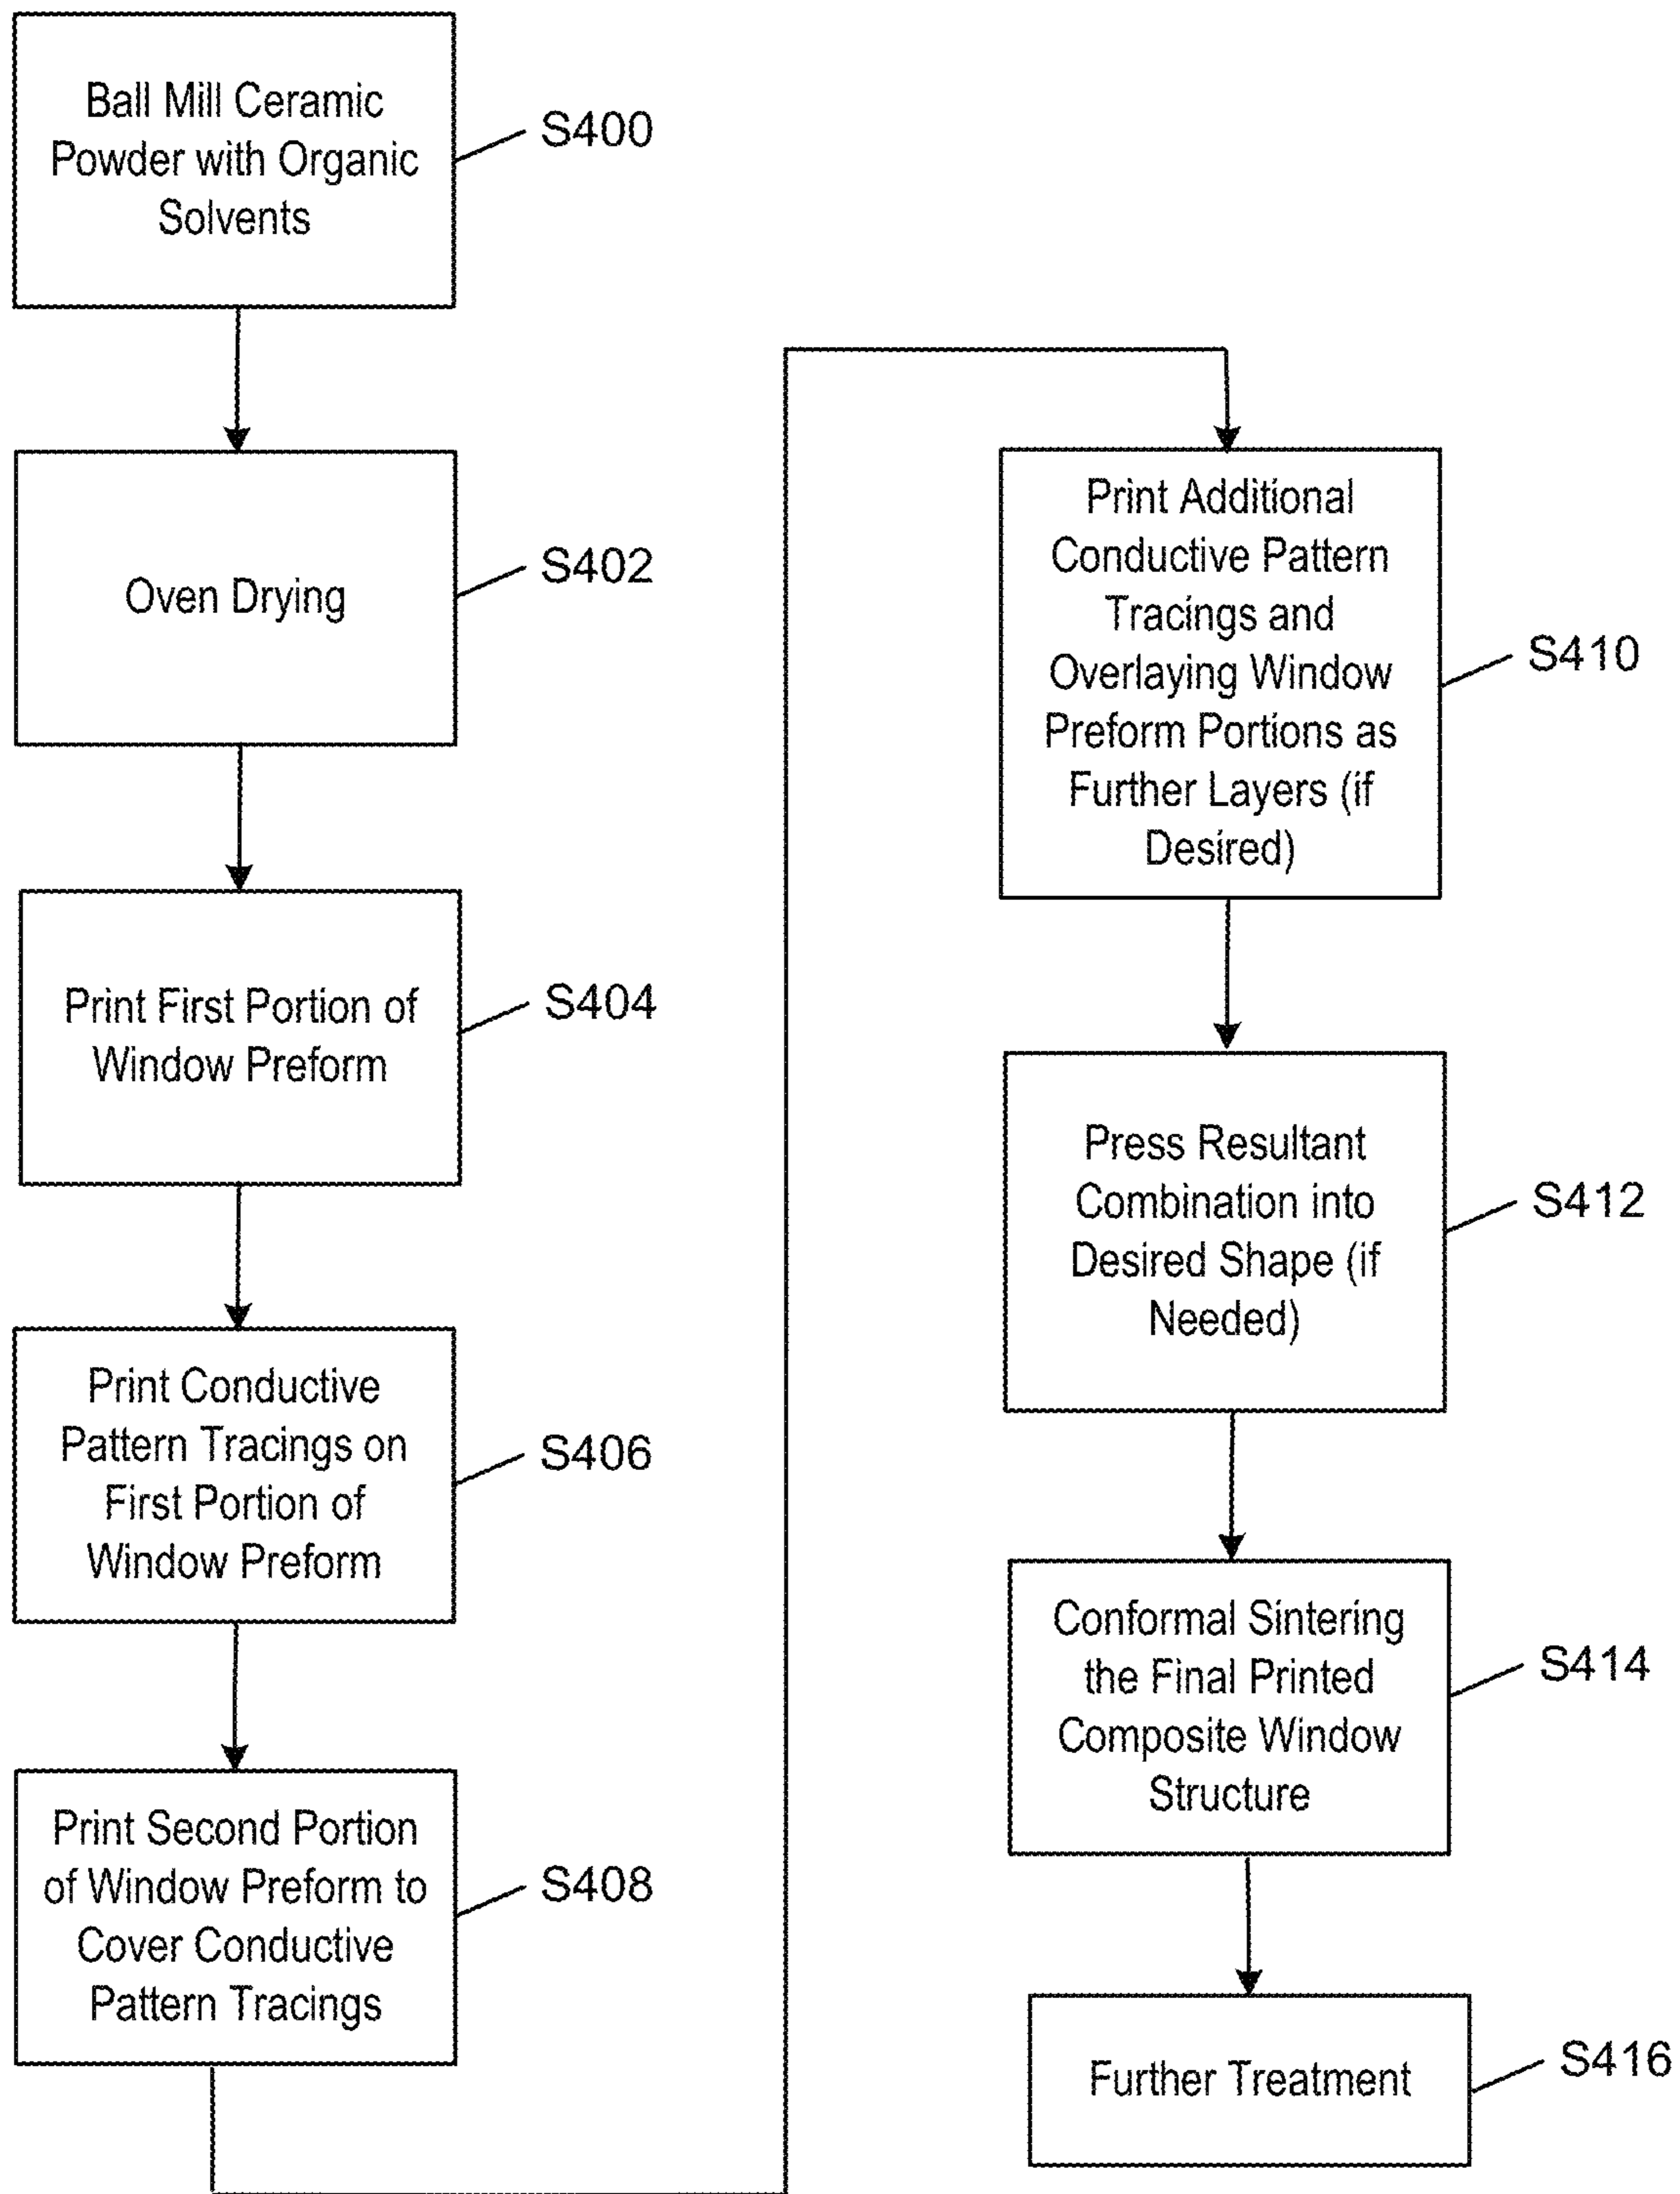 Ball Mill Ceramic
Powder with Organic
Solvents
S400
Oven Drying
S402
Print First Portion of
Window Preform
S404
Print Conductive
Pattern Tracings on
First Portion of
Window Preform
S406
Print Second Portion
of Window Preform to
Cover Conductive
Pattern Tracings
S408
Print Additional
Conductive Pattern
Tracings and
Overlaying Window
Preform Portions as
Further Layers (if
Desired)
S410
Press Resultant
Combination into
Desired Shape (if
Needed)
S412
Conformal Sintering
the Final Printed
Composite Window
Structure
S414
Further Treatment
S416